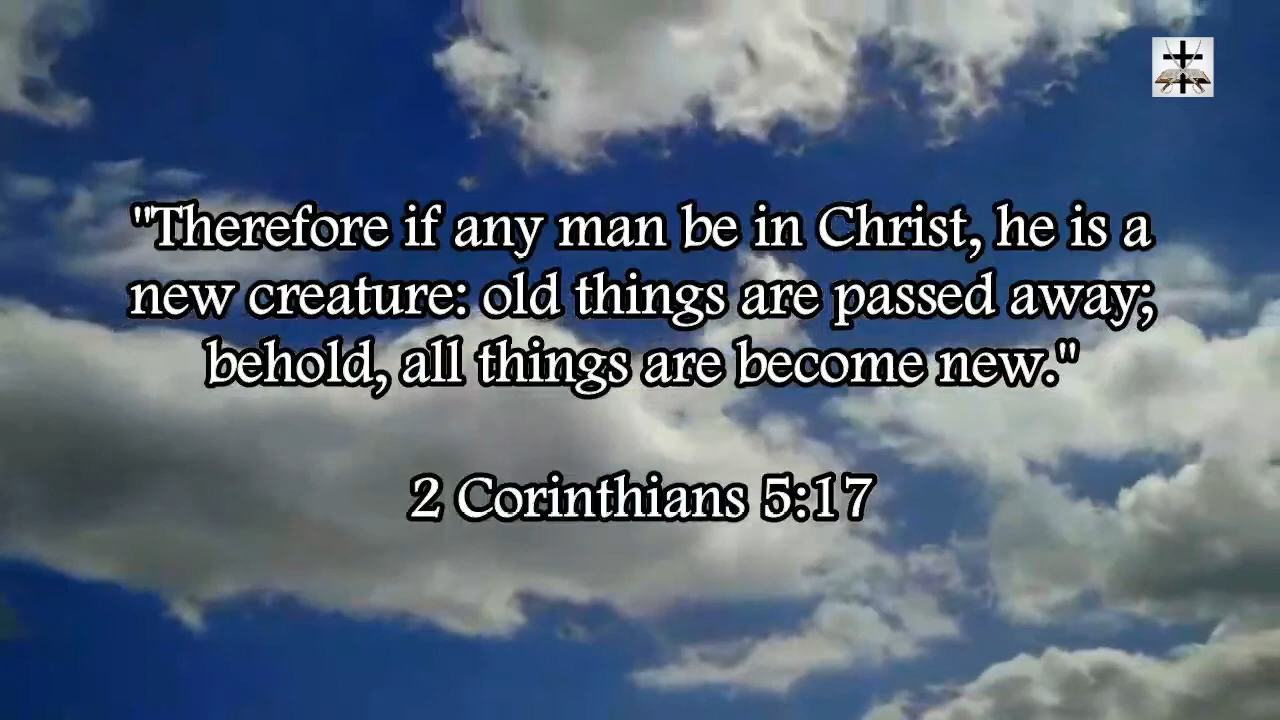 "Therefore if any man be in Christ, he is a
new creature: old things are passed away;
behold, all things are become new."
2 Corinthians 5:17